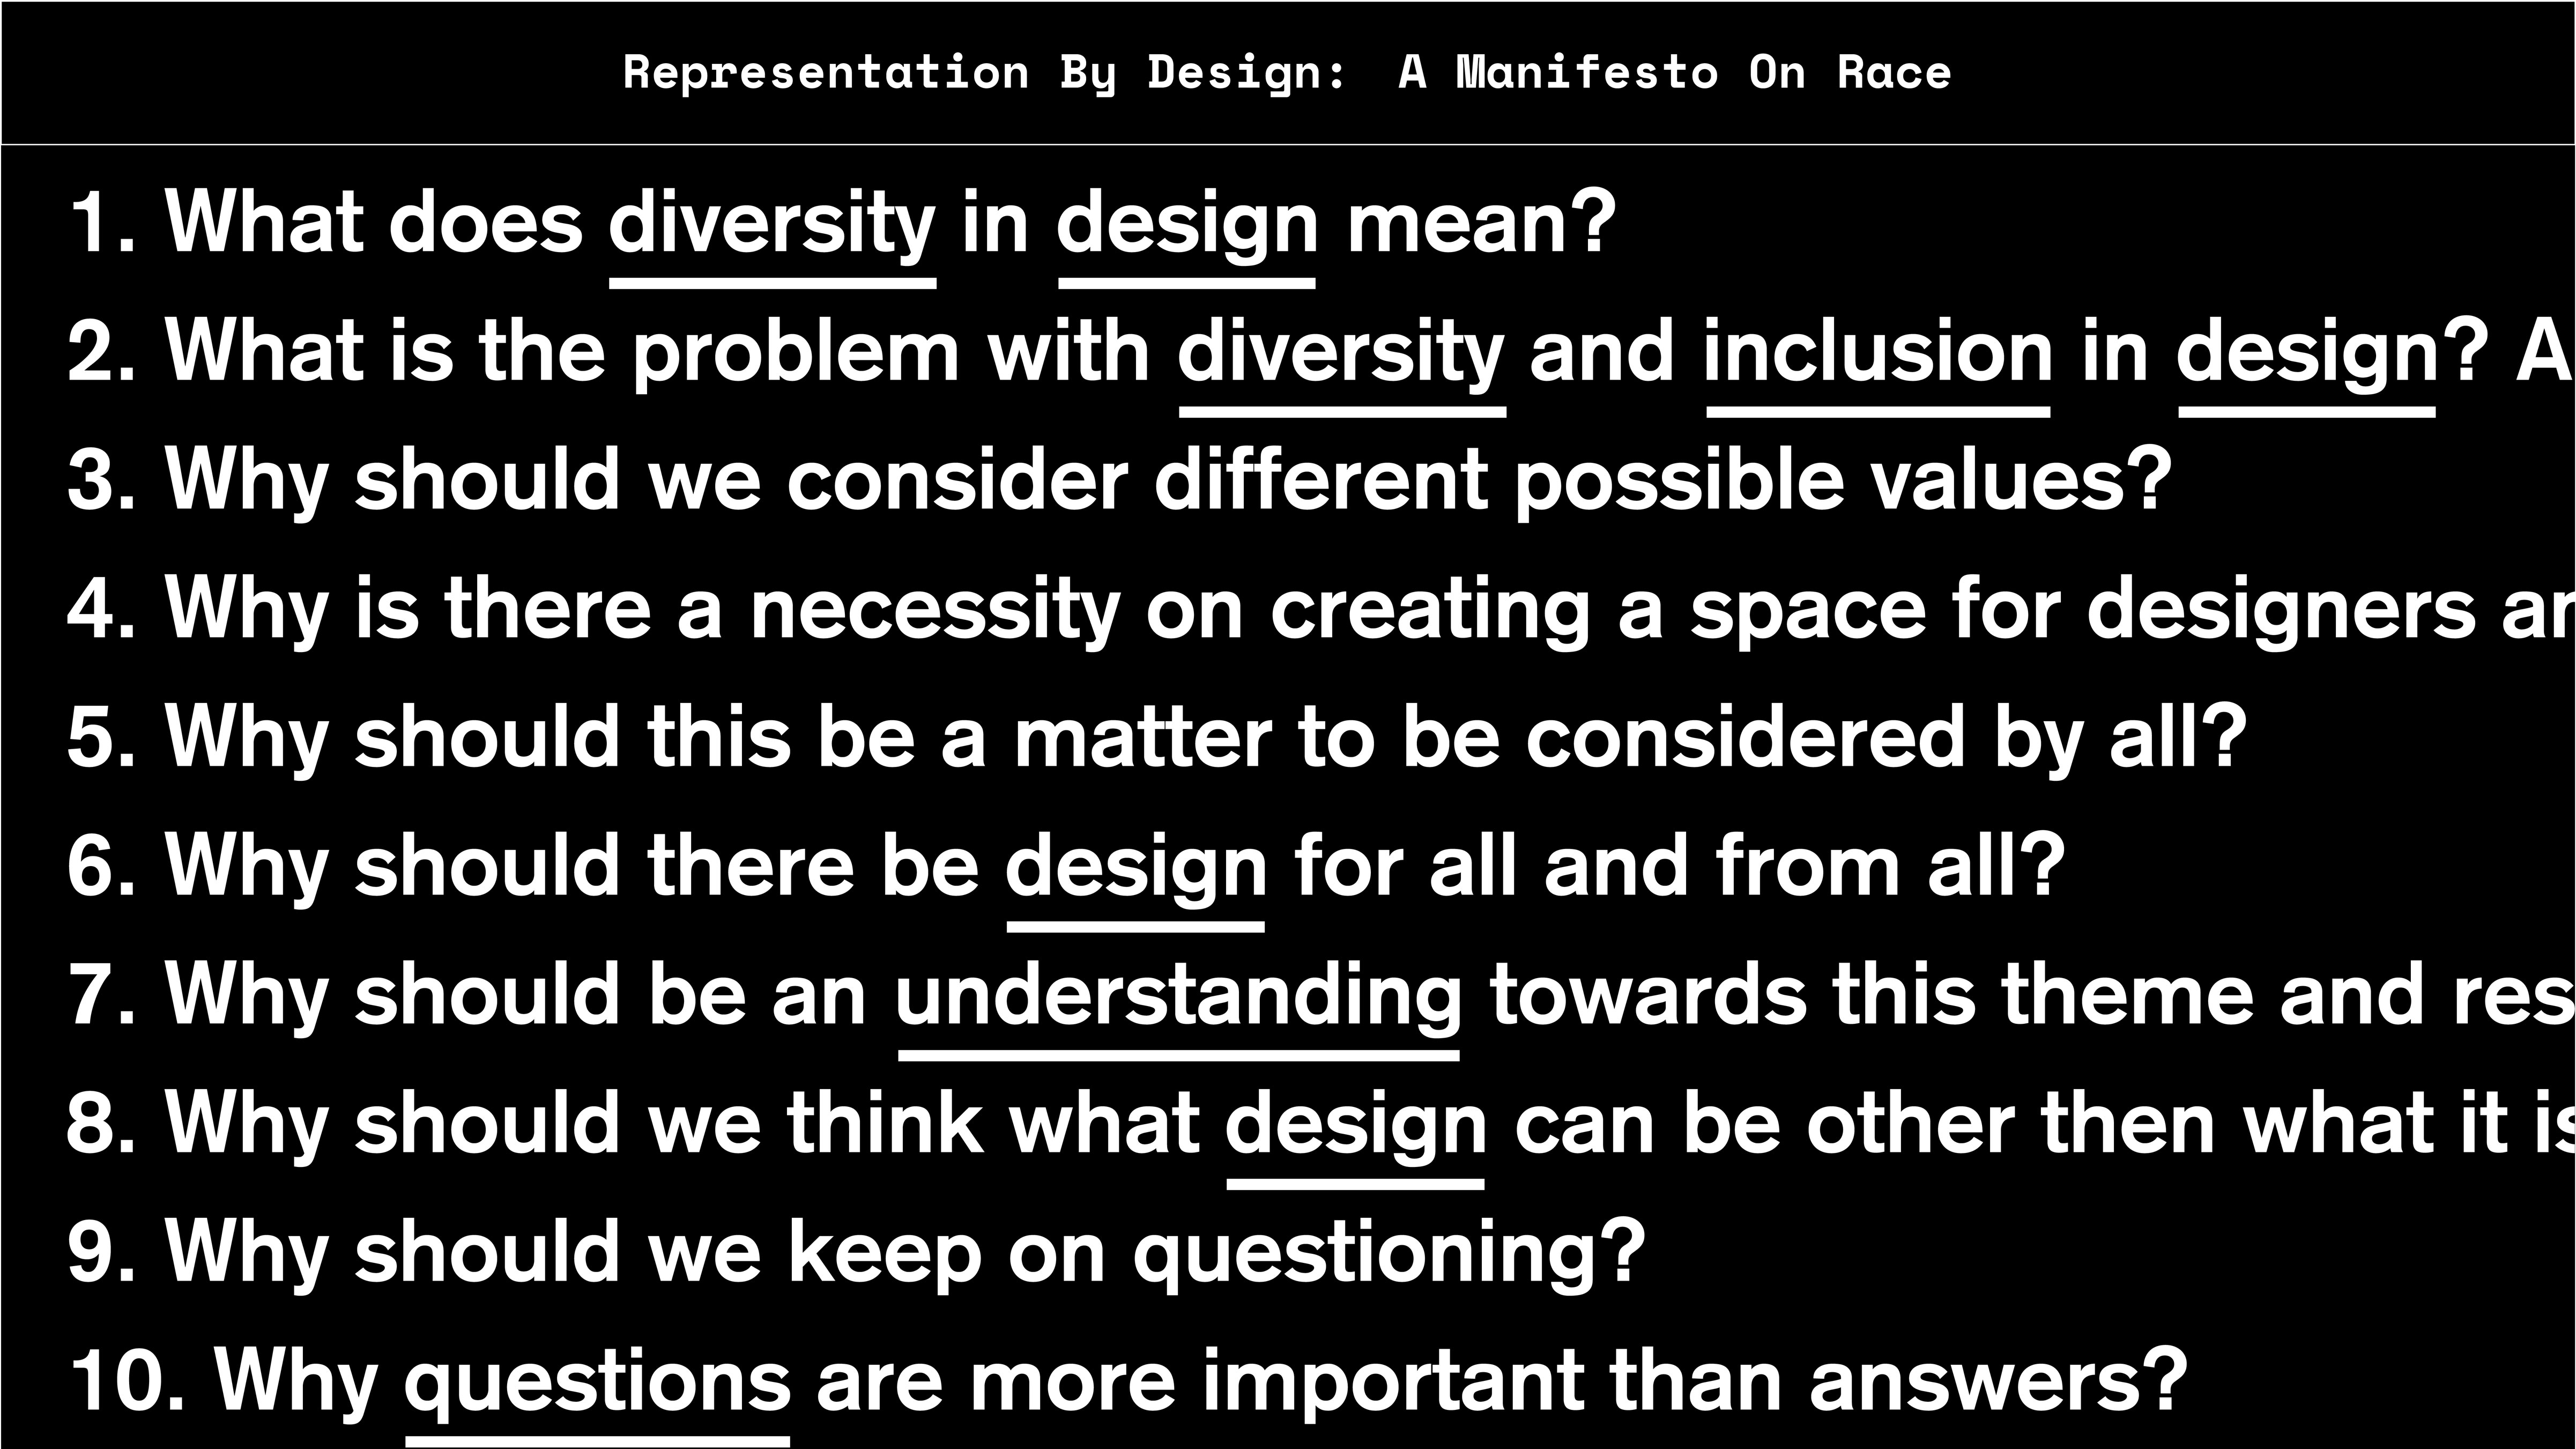 Representation By Design: A Manifesto On Race
1. What does diversity in design mean?
2. What is the problem with diversity and inclusion in design?
3. Why should we consider different possible values?
4. Why is there a necessity on creating a space for designers
5. Why should this be a matter to be considered by all?
6. Why should there be design for all and from all?
7. Why should be an understanding towards this theme and
8. Why should we think what design can be other then what it is
9. Why should we keep on questioning?
10. Why questions are more important than answers?